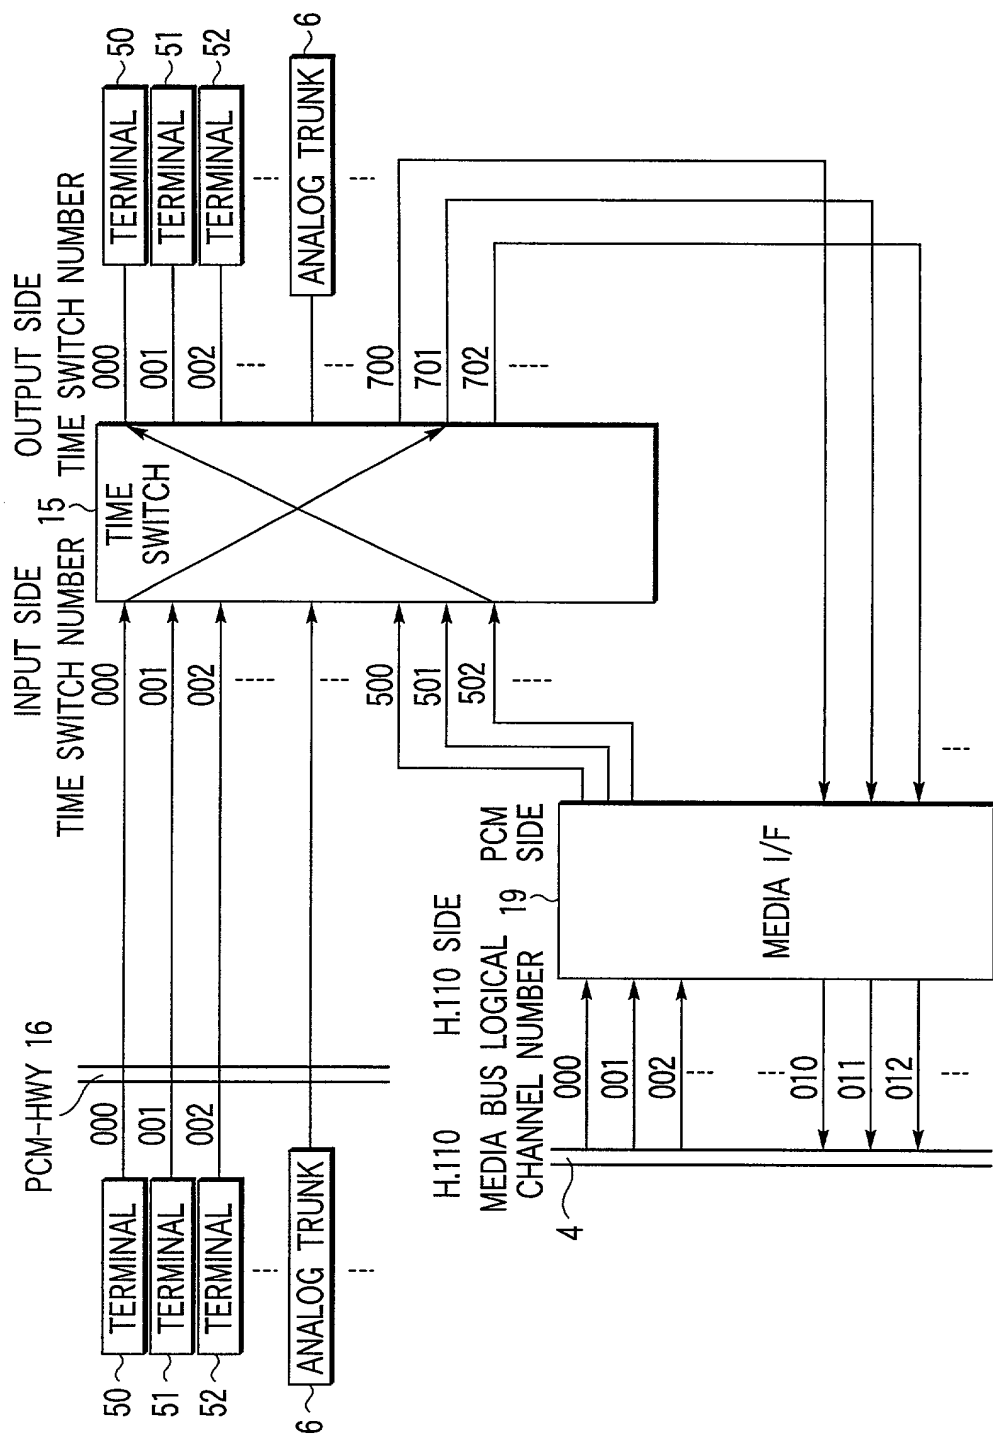 INPUT SIDE
TIME SWITCH NUMBER
OUTPUT SIDE
TIME SWITCH NUMBER
PCM-HWY 16
15
TIME
SWITCH
50
TERMINAL
000
000
000
TERMINAL
50
51
TERMINAL
001
001
001
TERMINAL
51
52
TERMINAL
002
002
002
TERMINAL
52
6
ANALOG TRUNK
ANALOG TRUNK
6
500
700
501
701
502
702
H.110
MEDIA BUS LOGICAL
CHANNEL NUMBER
H.110 SIDE
19
PCM
SIDE
4
000
001
002
MEDIA I/F
010
011
012